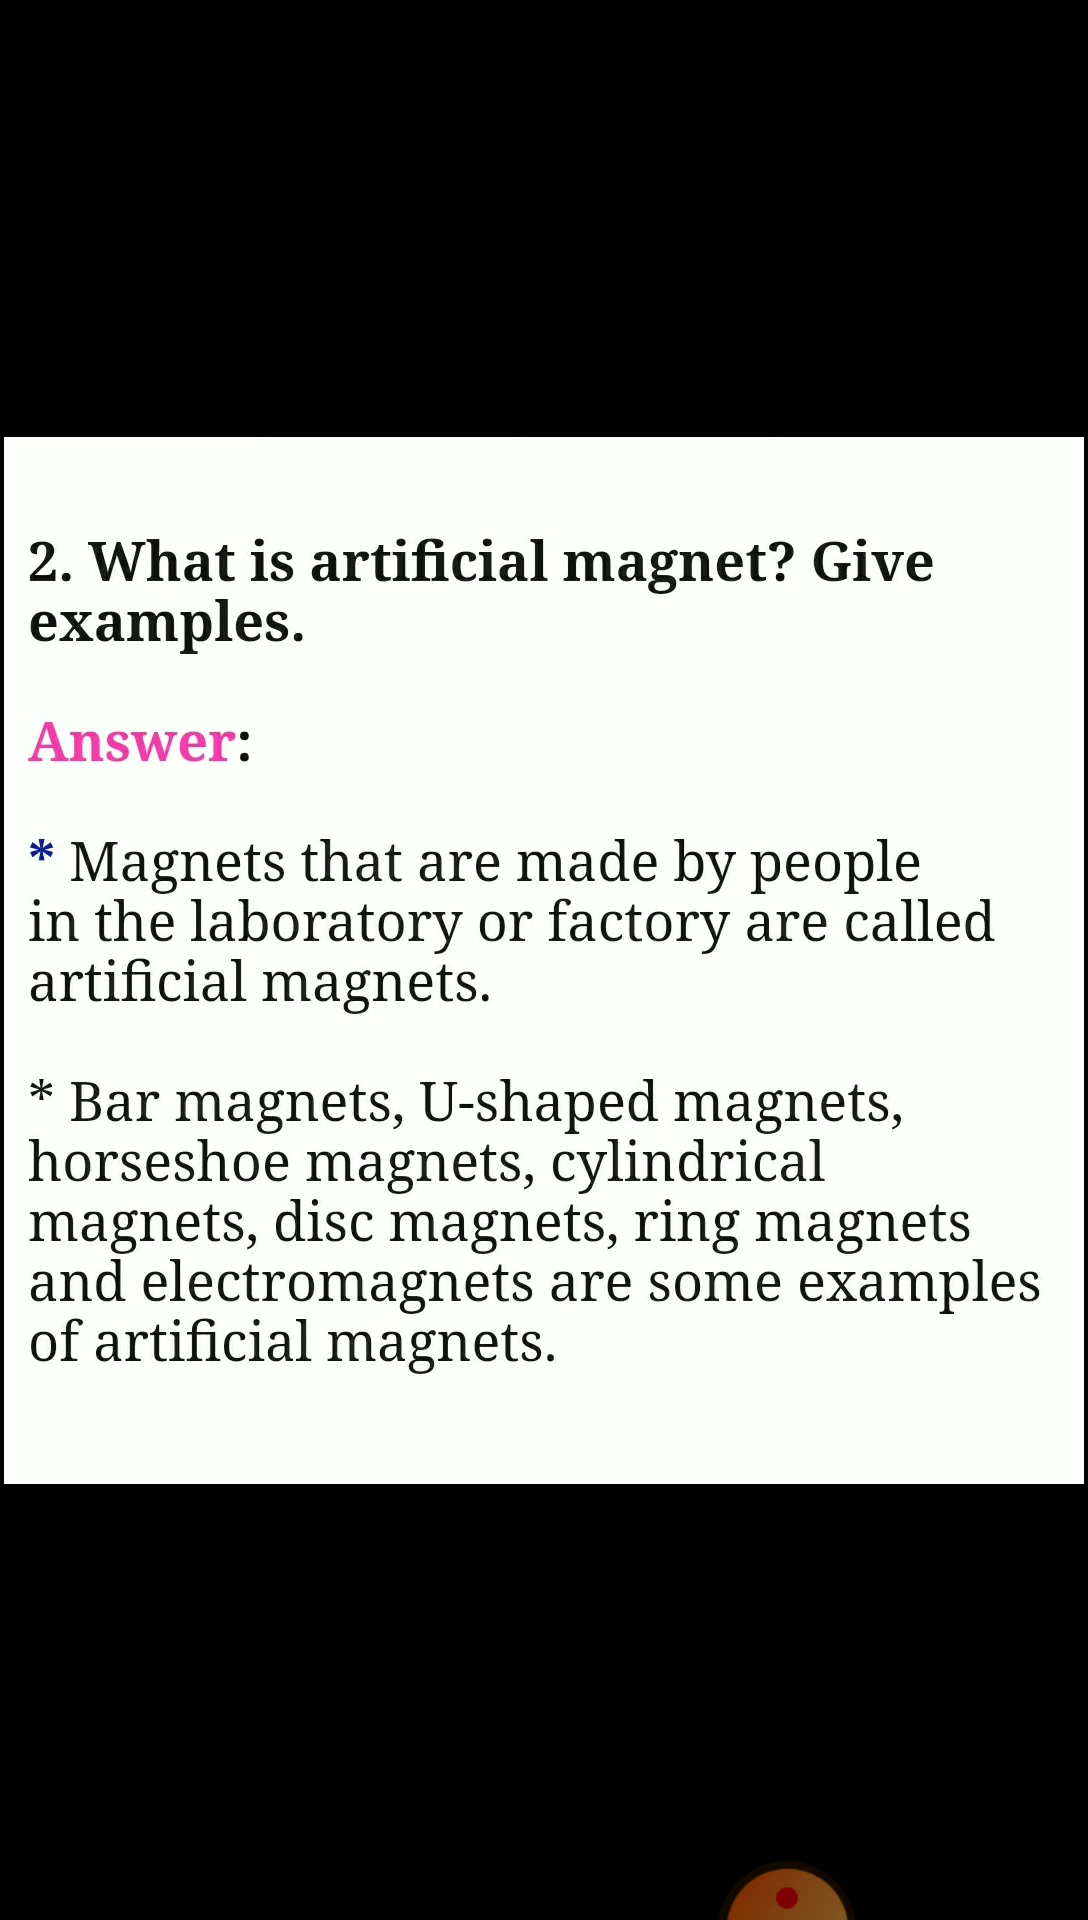 2. What is artificial magnet? Give
examples.
Answer:
* Magnets that are made by people
in the laboratory or factory are called
artificial magnets.
* Bar magnets, U-shaped magnets,
horseshoe magnets, cylindrical
magnets, disc magnets, ring magnets
and electromagnets are some examples
of artificial magnets.